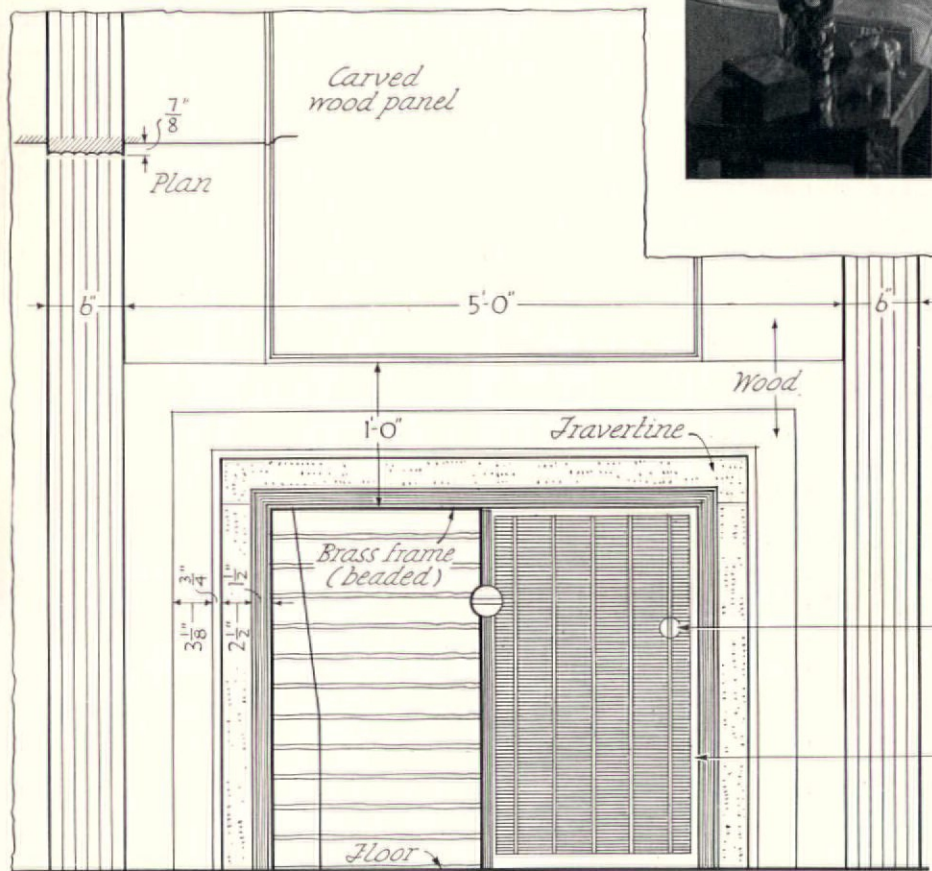 Carved
wood panel
7/8"
Plan
6"
5'-0"
6"
Wood
1'-0"
Travertine
Brass frame
(beaded)
3/4"
3 1/8"
1 1/2"
2 1/2"
Floor